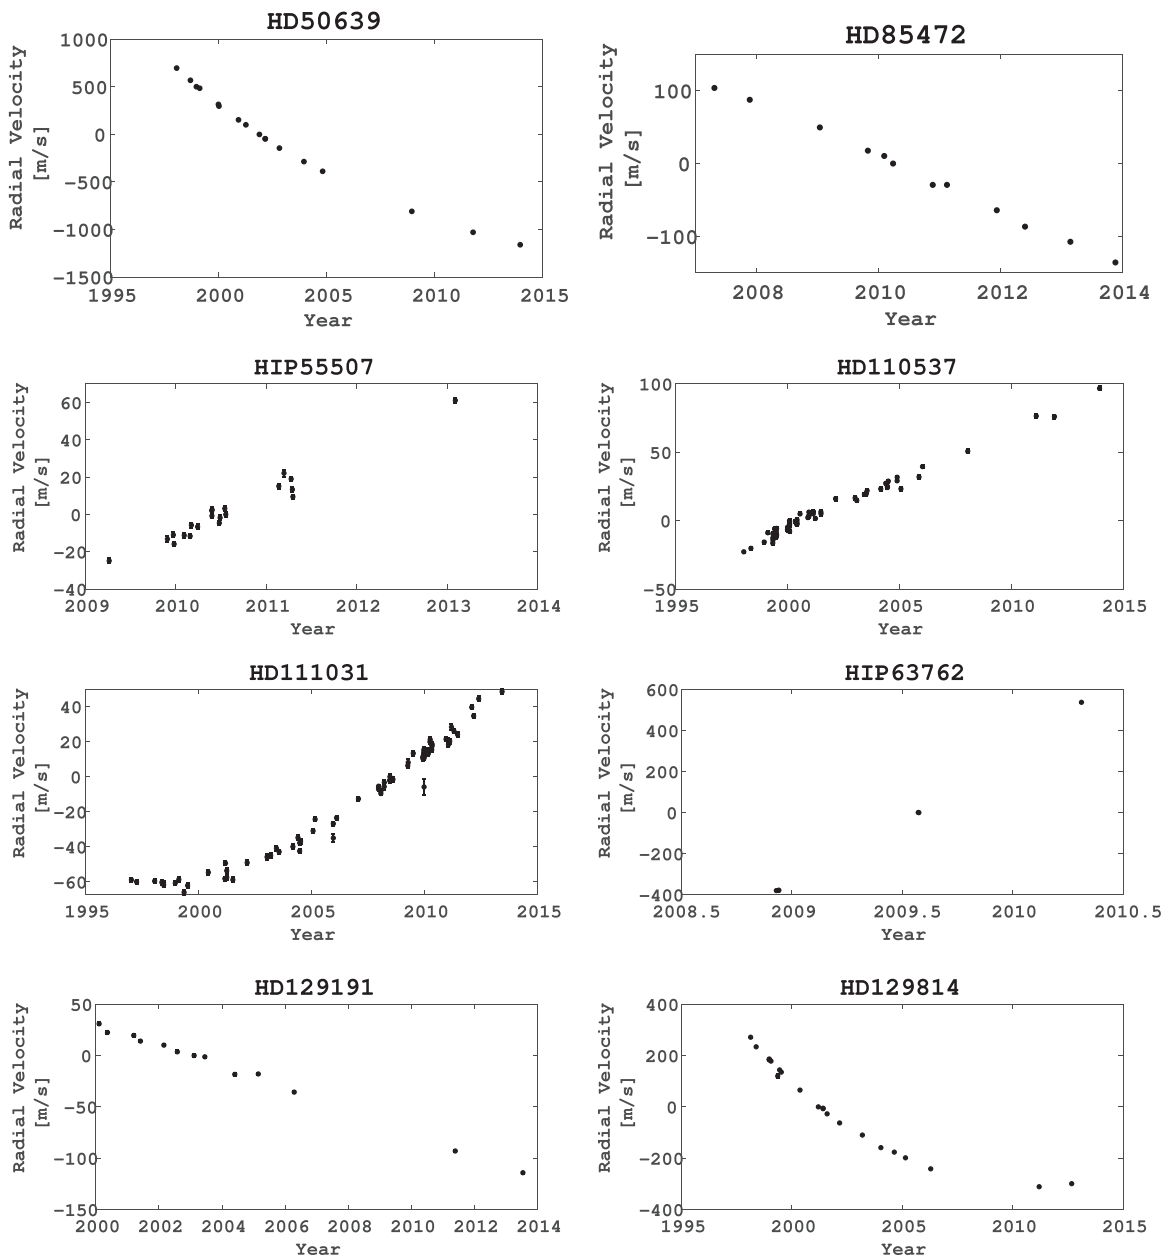 HD50639
Radial Velocity
[m/s]
1000
500
0
−500
−1000
−1500
1995 2000 2005 2010 2015
Year
HD85472
Radial Velocity
[m/s]
100
0
−100
2008 2010 2012 2014
Year
HIP55507
Radial Velocity
[m/s]
60
40
20
0
−20
−40
2009 2010 2011 2012 2013 2014
Year
HD110537
Radial Velocity
[m/s]
100
50
0
−50
1995 2000 2005 2010 2015
Year
HD111031
Radial Velocity
[m/s]
40
20
0
−20
−40
−60
1995 2000 2005 2010 2015
Year
HIP63762
Radial Velocity
[m/s]
600
400
200
0
−200
−400
2008.5 2009 2009.5 2010 2010.5
Year
HD129191
Radial Velocity
[m/s]
50
0
−50
−100
−150
2000 2002 2004 2006 2008 2010 2012 2014
Year
HD129814
Radial Velocity
[m/s]
400
200
0
−200
−400
1995 2000 2005 2010 2015
Year